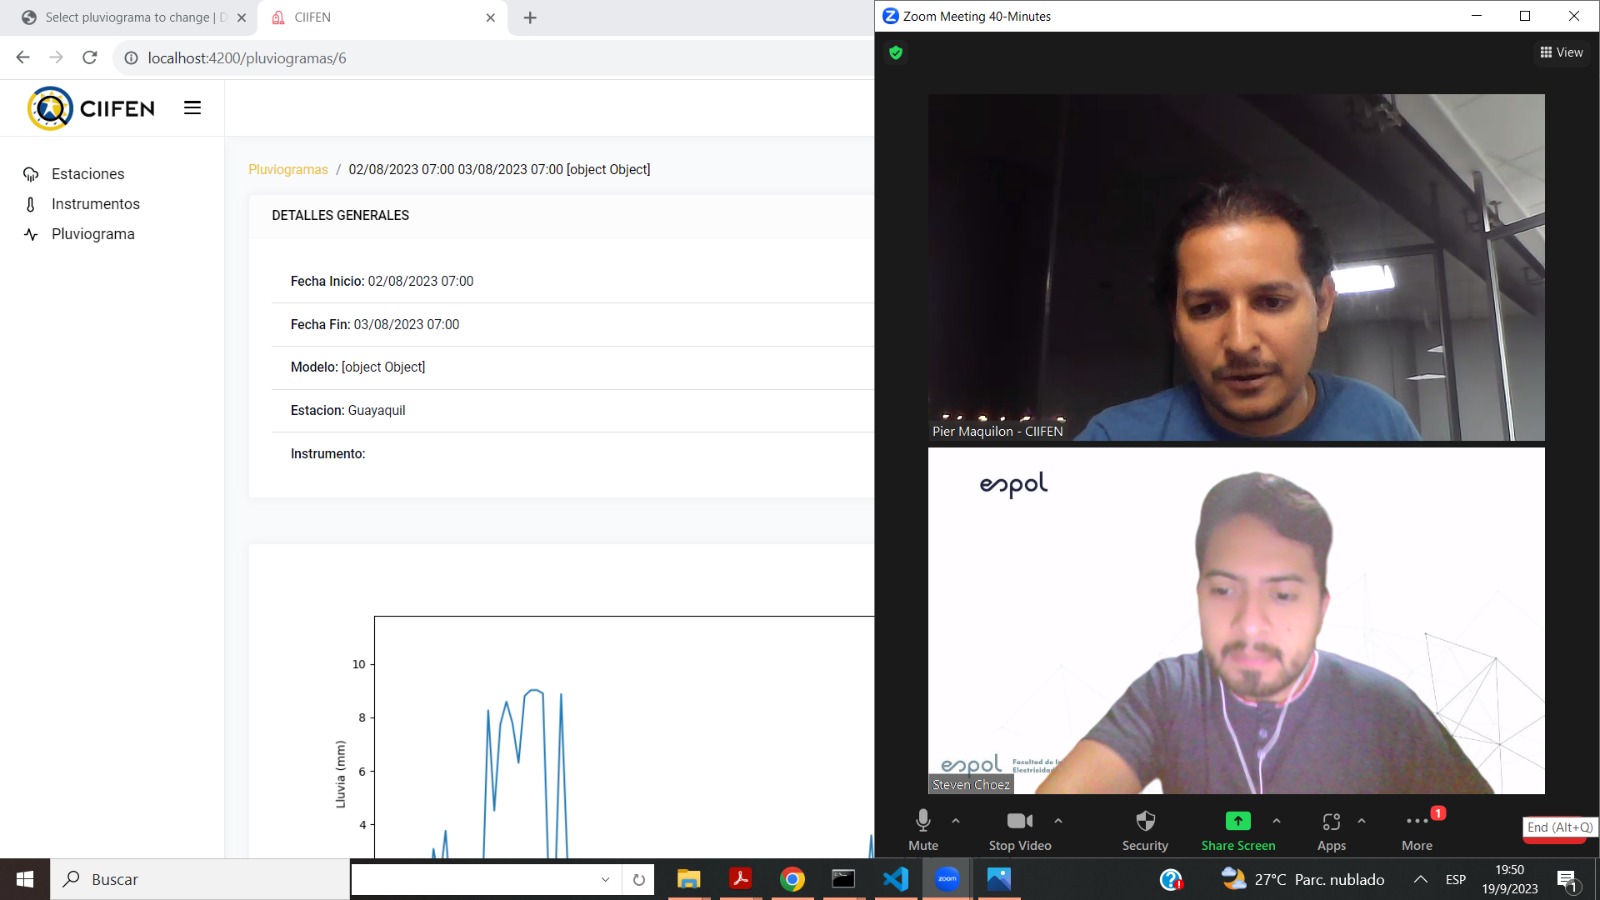 Select pluviograma to change | D
CIIFEN
localhost:4200/pluviogramas/6
CIIFEN
Estaciones
Instrumentos
Pluviograma
Pluviogramas / 02/08/2023 07:00 03/08/2023 07:00 [object Object]
DETALLES GENERALES
Fecha Inicio: 02/08/2023 07:00
Fecha Fin: 03/08/2023 07:00
Modelo: [object Object]
Estacion: Guayaquil
Instrumento:
10
8
6
4
Lluvia (mm)
Zoom Meeting 40-Minutes
View
Pier Maquilon - CIIFEN
espol
espol
Facultad de
Electricidad
Steven Choez
Mute
Stop Video
Security
Share Screen
Apps
1
More
End (Alt+Q)
Buscar
zoom
27°C Parc. nublado
ESP
19:50
19/9/2023
1